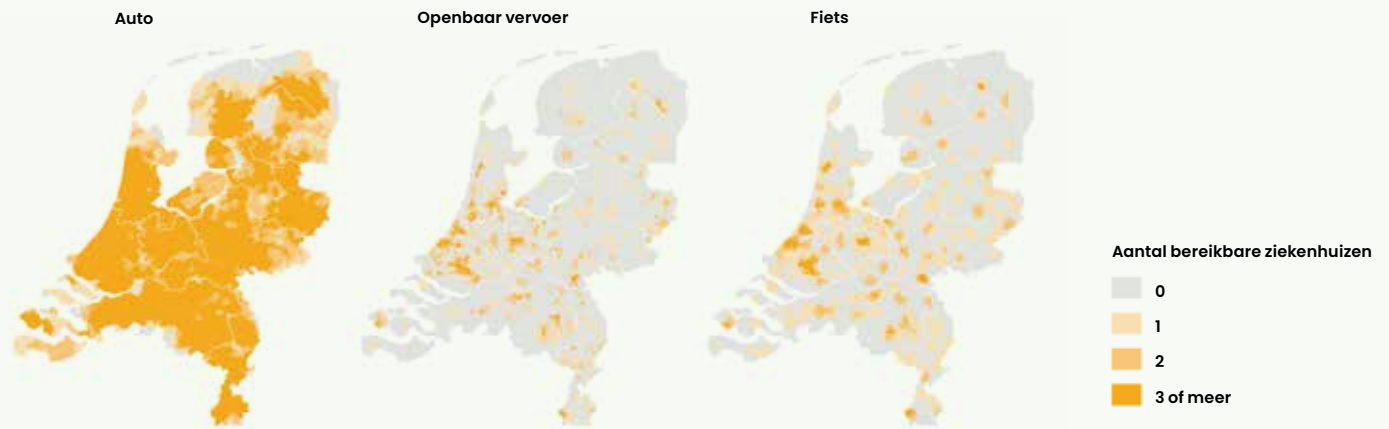 Auto
Openbaar vervoer
Fiets
Aantal bereikbare ziekenhuizen
0
1
2
3 of meer